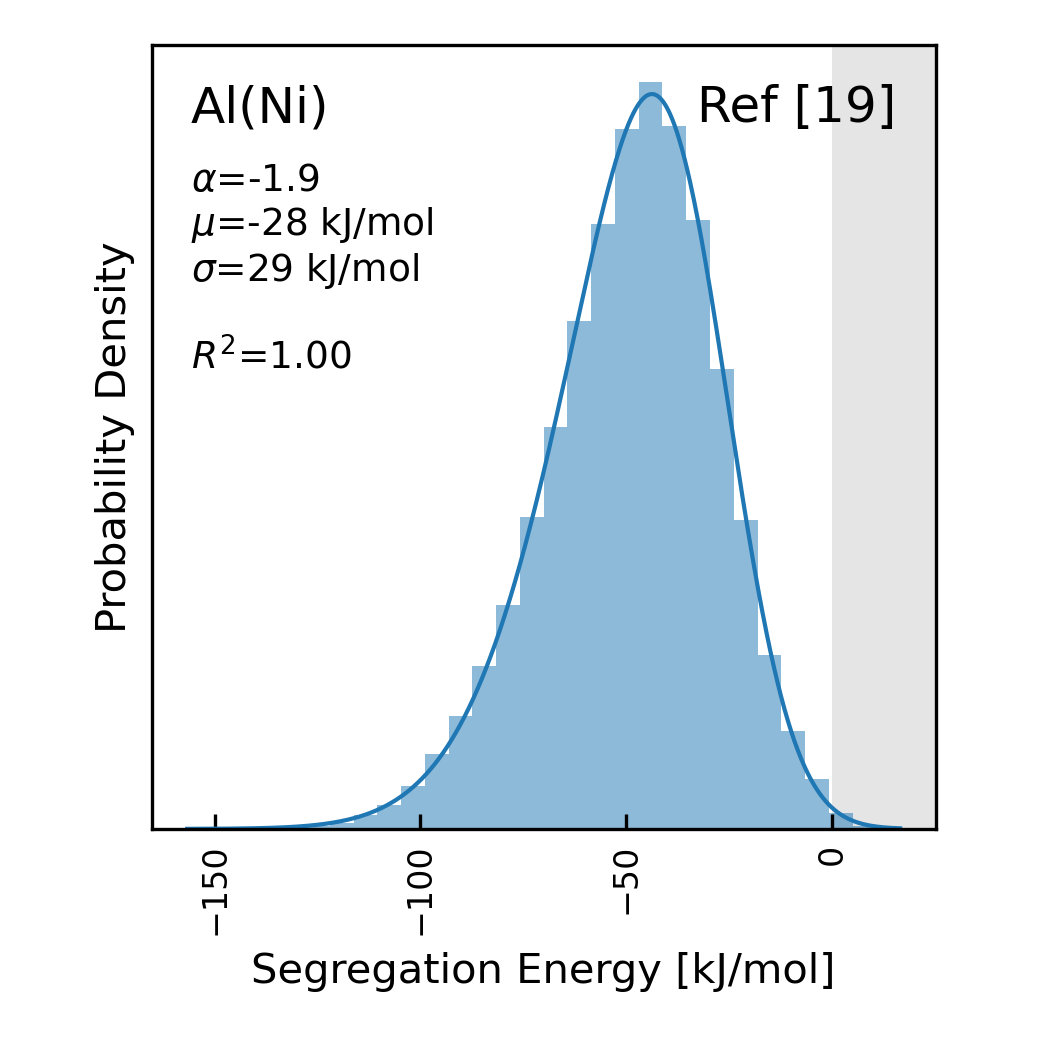 Al(Ni)
Ref [19]
α=-1.9
μ=-28 kJ/mol
σ=29 kJ/mol
R²=1.00
Probability Density
−150
−100
−50
0
Segregation Energy [kJ/mol]